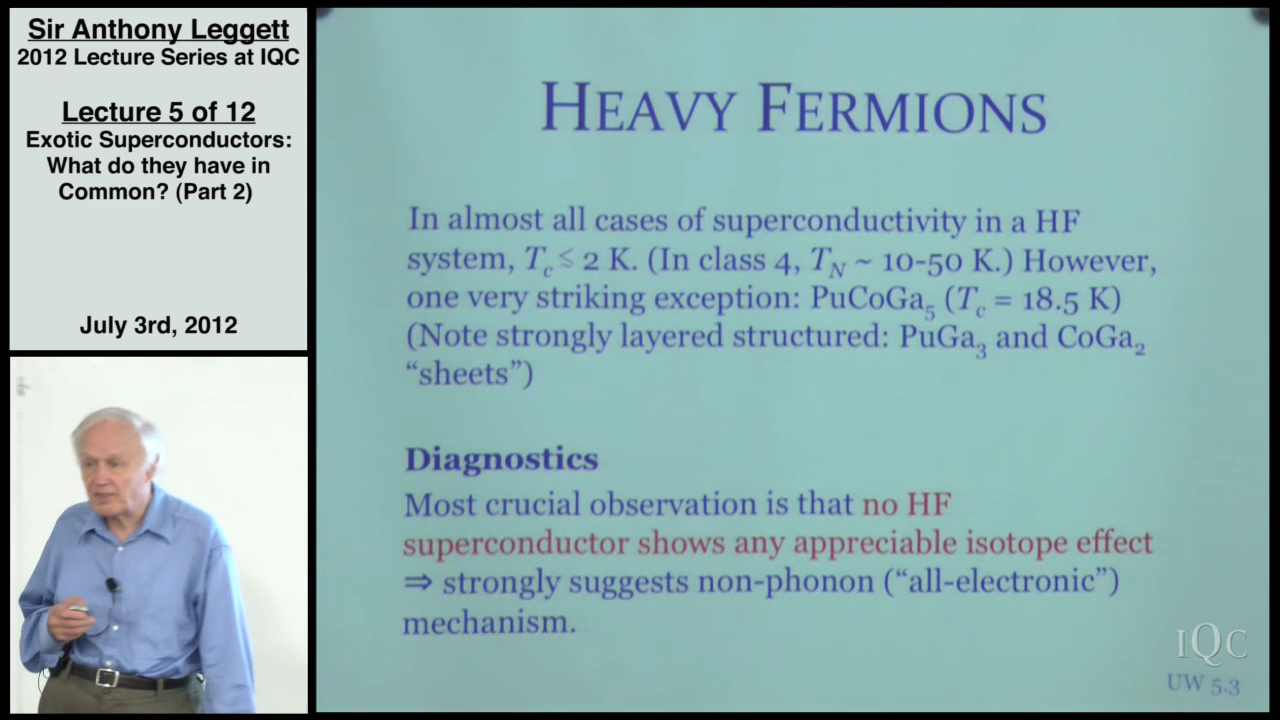 Sir Anthony Leggett
2012 Lecture Series at IQC
Lecture 5 of 12
Exotic Superconductors:
What do they have in
Common? (Part 2)
July 3rd, 2012
HEAVY FERMIONS
In almost all cases of superconductivity in a HF
system, T_c ≤ 2 K. (In class 4, T_N ~ 10-50 K.) However,
one very striking exception: PuCoGa₅ (T_c = 18.5 K)
(Note strongly layered structured: PuGa₃ and CoGa₂
“sheets”)
Diagnostics
Most crucial observation is that no HF
superconductor shows any appreciable isotope effect
⇒ strongly suggests non-phonon (“all-electronic”)
mechanism.
IQC
UW 5.3